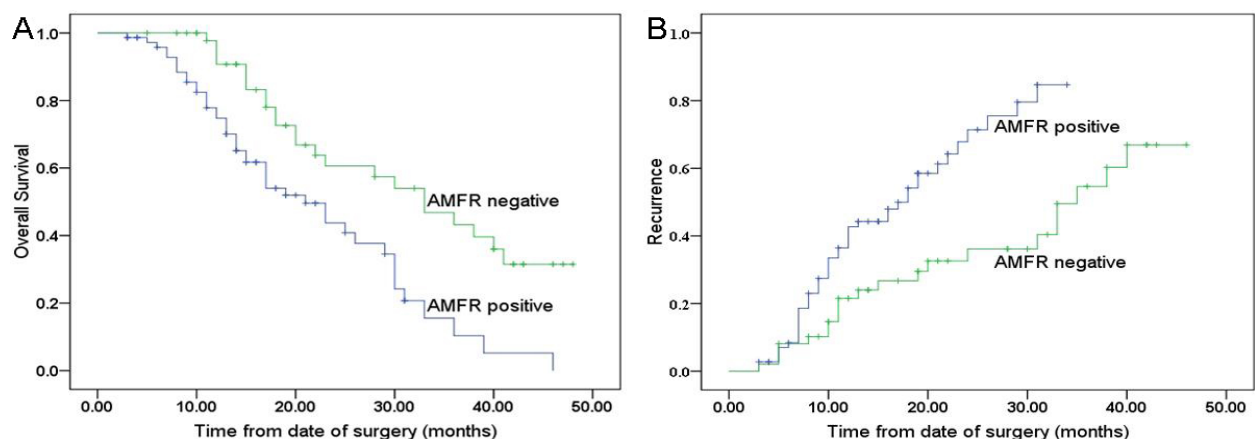 A
Overall Survival
1.0
0.8
0.6
0.4
0.2
0.0
AMFR negative
AMFR positive
0.00 10.00 20.00 30.00 40.00 50.00
Time from date of surgery (months)
B
Recurrence
1.0
0.8
0.6
0.4
0.2
0.0
AMFR positive
AMFR negative
0.00 10.00 20.00 30.00 40.00 50.00
Time from date of surgery (months)